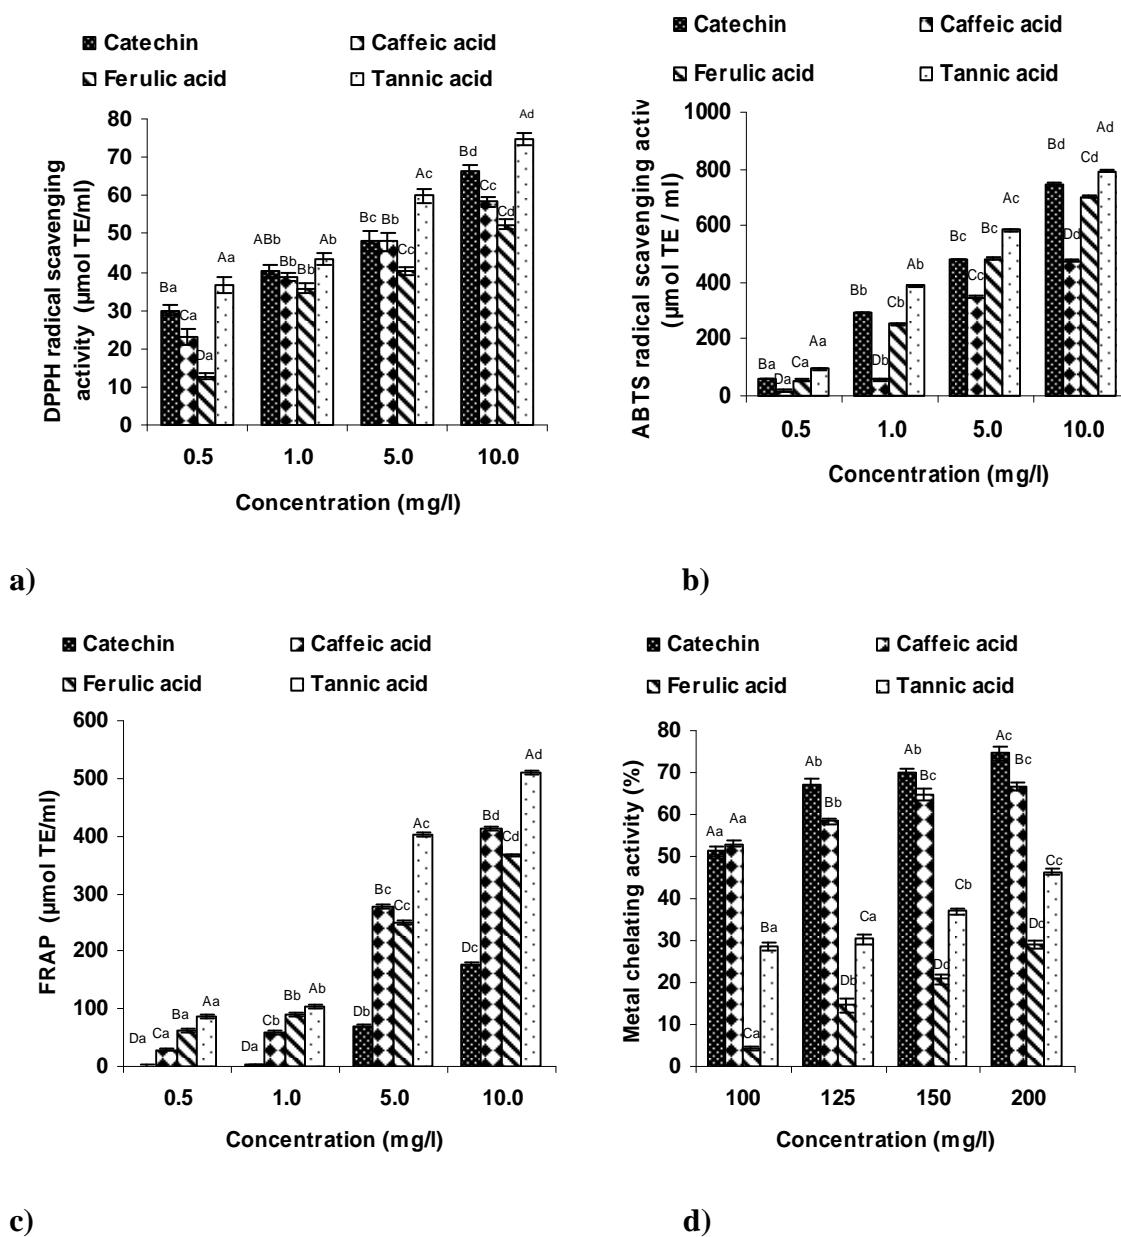 Catechin Caffeic acid
Ferulic acid Tannic acid
DPPH radical scavenging
activity (µmol TE/ml)
80
70
60
50
40
30
20
10
0
Ba Ca Da Aa
ABb Bb Bb Ab
Bc Bb Cc Ac
Bd Cc Cd Ad
0.5 1.0 5.0 10.0
Concentration (mg/l)
a)
Catechin Caffeic acid
Ferulic acid Tannic acid
ABTS radical scavenging activ
(µmol TE / ml)
1000
800
600
400
200
0
Ba Da Ca Aa
Bb Db Cb Ab
Bc Cc Bc Ac
Bd Dd Cd Ad
0.5 1.0 5.0 10.0
Concentration (mg/l)
b)
Catechin Caffeic acid
Ferulic acid Tannic acid
FRAP (µmol TE/ml)
600
500
400
300
200
100
0
Da Ca Ba Aa
Da Cb Bb Ab
Db Bc Cc Ac
Dc Bd Cd Ad
0.5 1.0 5.0 10.0
Concentration (mg/l)
c)
Catechin Caffeic acid
Ferulic acid Tannic acid
Metal chelating activity (%)
80
70
60
50
40
30
20
10
0
Aa Aa Ca Ba
Ab Bb Db Ca
Ab Bc Dc Cb
Ac Bc Dd Cc
100 125 150 200
Concentration (mg/l)
d)